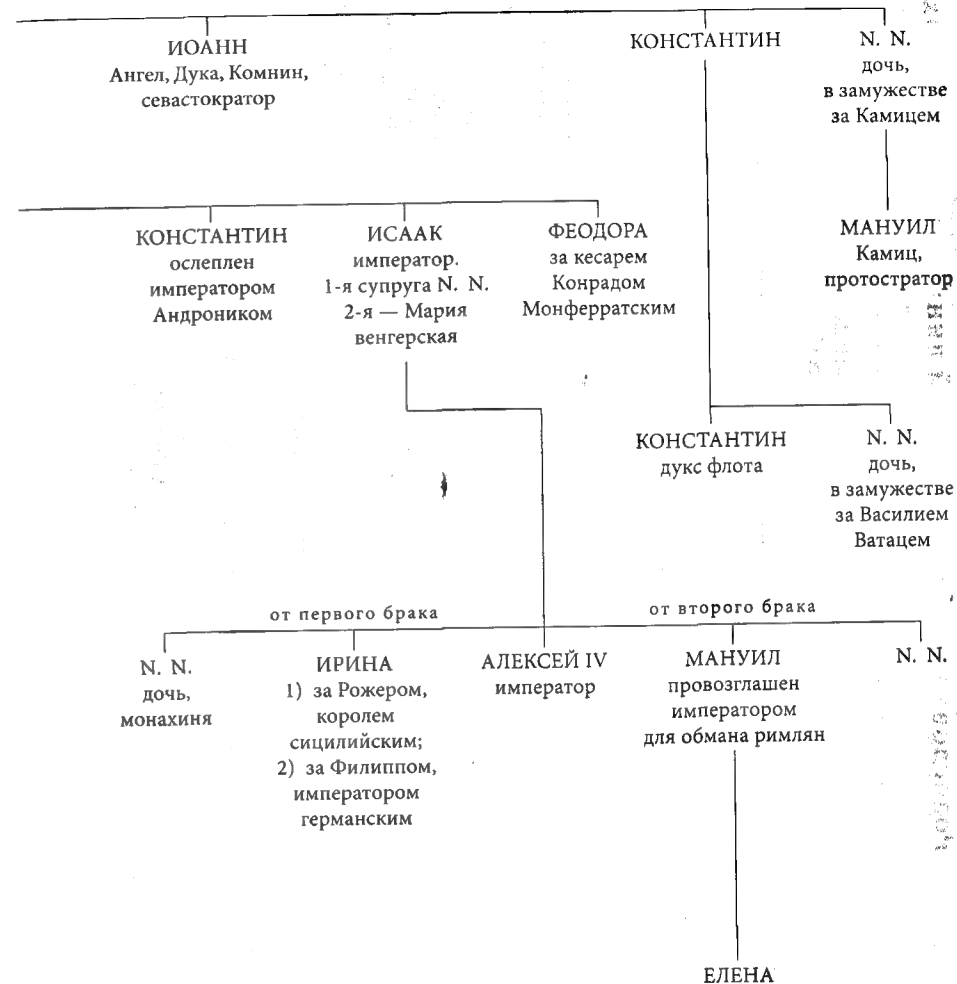 ИОАНН
Ангел, Дука, Комнин,
севастократор
КОНСТАНТИН
N. N.
дочь,
в замужестве
за Камицем
КОНСТАНТИН
ослеплен
императором
Андроником
ИСААК
император.
1-я супруга N. N.
2-я — Мария
венгерская
ФЕОДОРА
за кесарем
Конрадом
Монферратским
МАНУИЛ
Камиц,
протостратор
КОНСТАНТИН
дукс флота
N. N.
дочь,
в замужестве
за Василием
Ватацем
от первого брака
от второго брака
N. N.
дочь,
монахиня
ИРИНА
1) за Рожером,
королем
сицилийским;
2) за Филиппом,
императором
германским
АЛЕКСЕЙ IV
император
МАНУИЛ
провозглашен
императором
для обмана римлян
N. N.
ЕЛЕНА